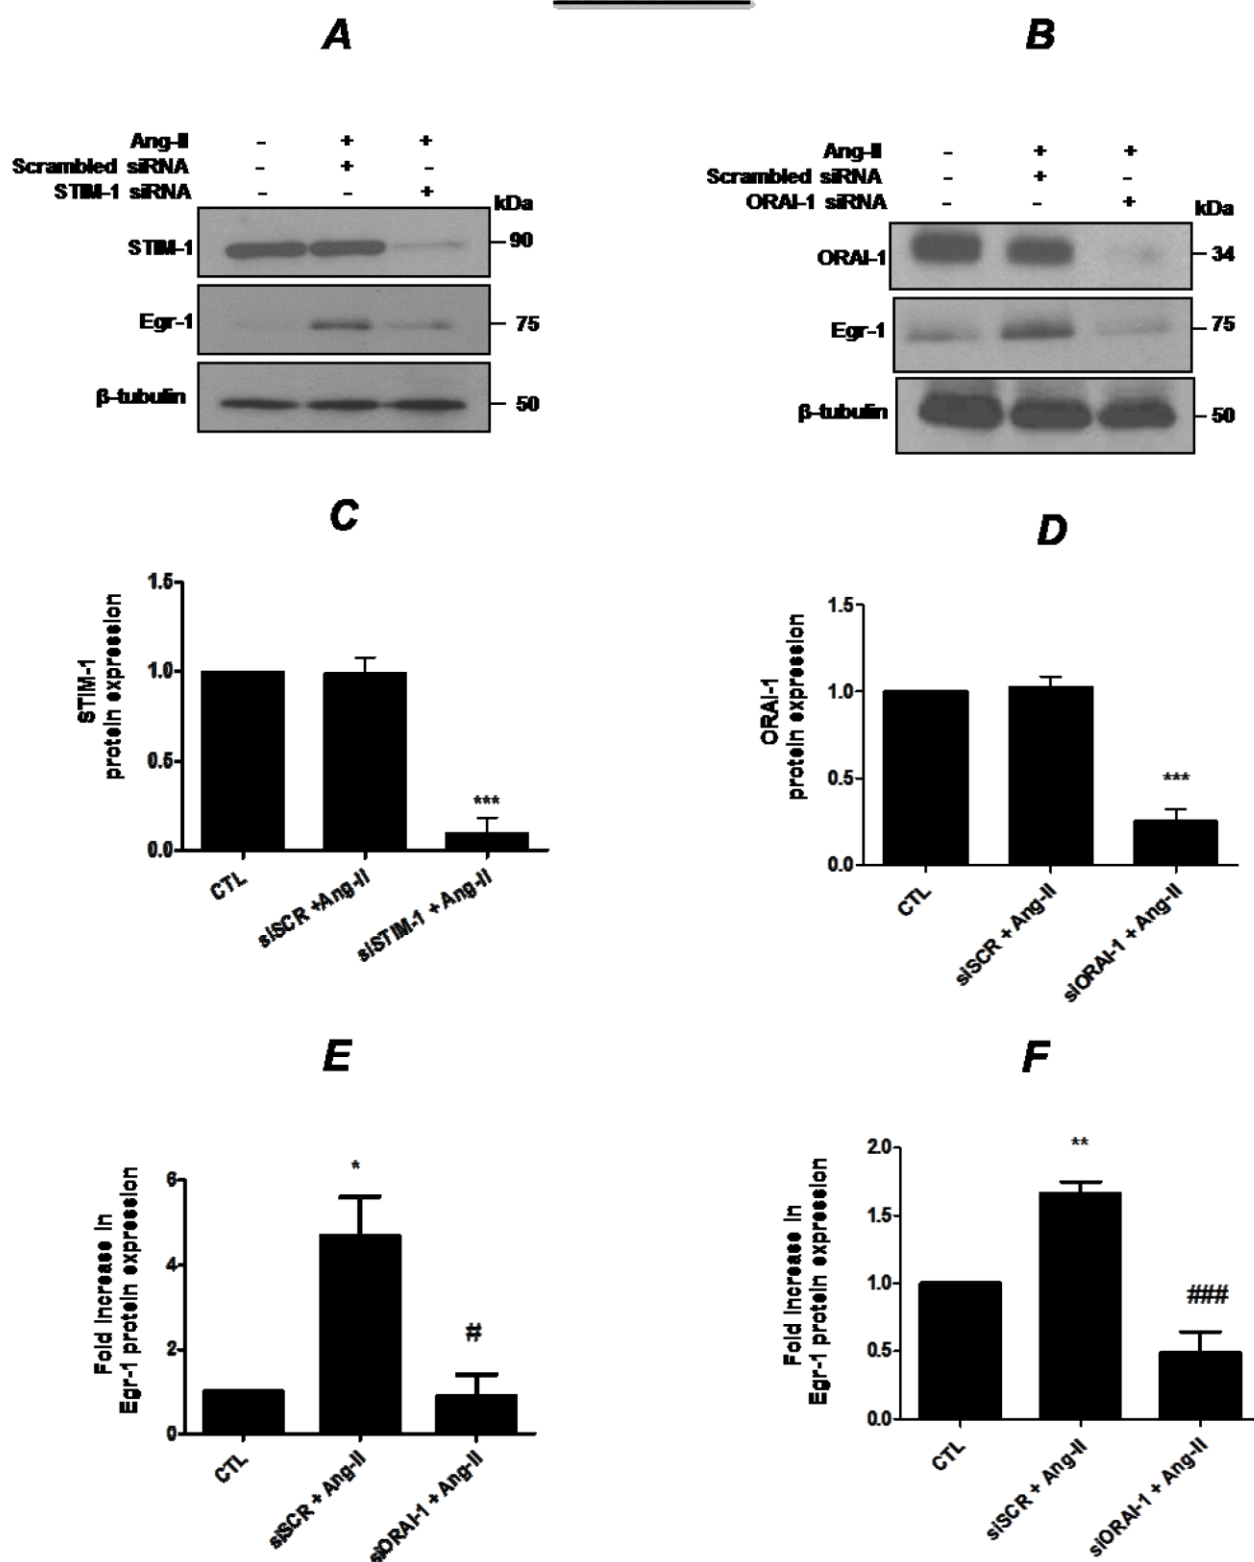 A
Ang-II - + +
Scrambled siRNA - + -
STIM-1 siRNA - - +
kDa
STIM-1 90
Egr-1 75
β-tubulin 50
B
Ang-II - + +
Scrambled siRNA - + -
ORAI-1 siRNA - - +
kDa
ORAI-1 34
Egr-1 75
β-tubulin 50
C
STIM-1
protein expression
1.5
1.0
0.5
0.0
***
CTL
siSCR +Ang-II
siSTIM-1 + Ang-II
D
ORAI-1
protein expression
1.5
1.0
0.5
0.0
***
CTL
siSCR + Ang-II
siORAI-1 + Ang-II
E
Fold increase in
Egr-1 protein expression
6
4
2
0
*
#
CTL
siSCR + Ang-II
siORAI-1 + Ang-II
F
Fold increase in
Egr-1 protein expression
2.0
1.5
1.0
0.5
0.0
**
###
CTL
siSCR + Ang-II
siORAI-1 + Ang-II